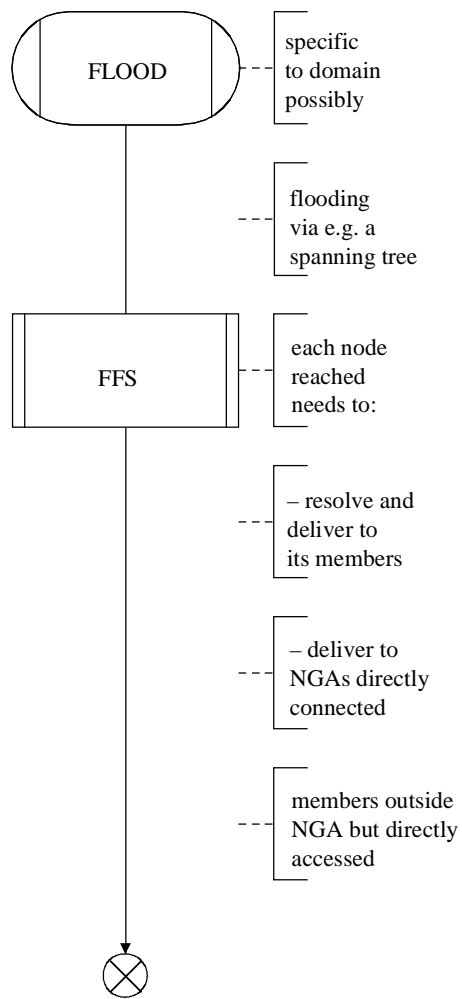 FLOOD
specific
to domain
possibly
flooding
via e.g. a
spanning tree
FFS
each node
reached
needs to:
– resolve and
deliver to
its members
– deliver to
NGAs directly
connected
members outside
NGA but directly
accessed